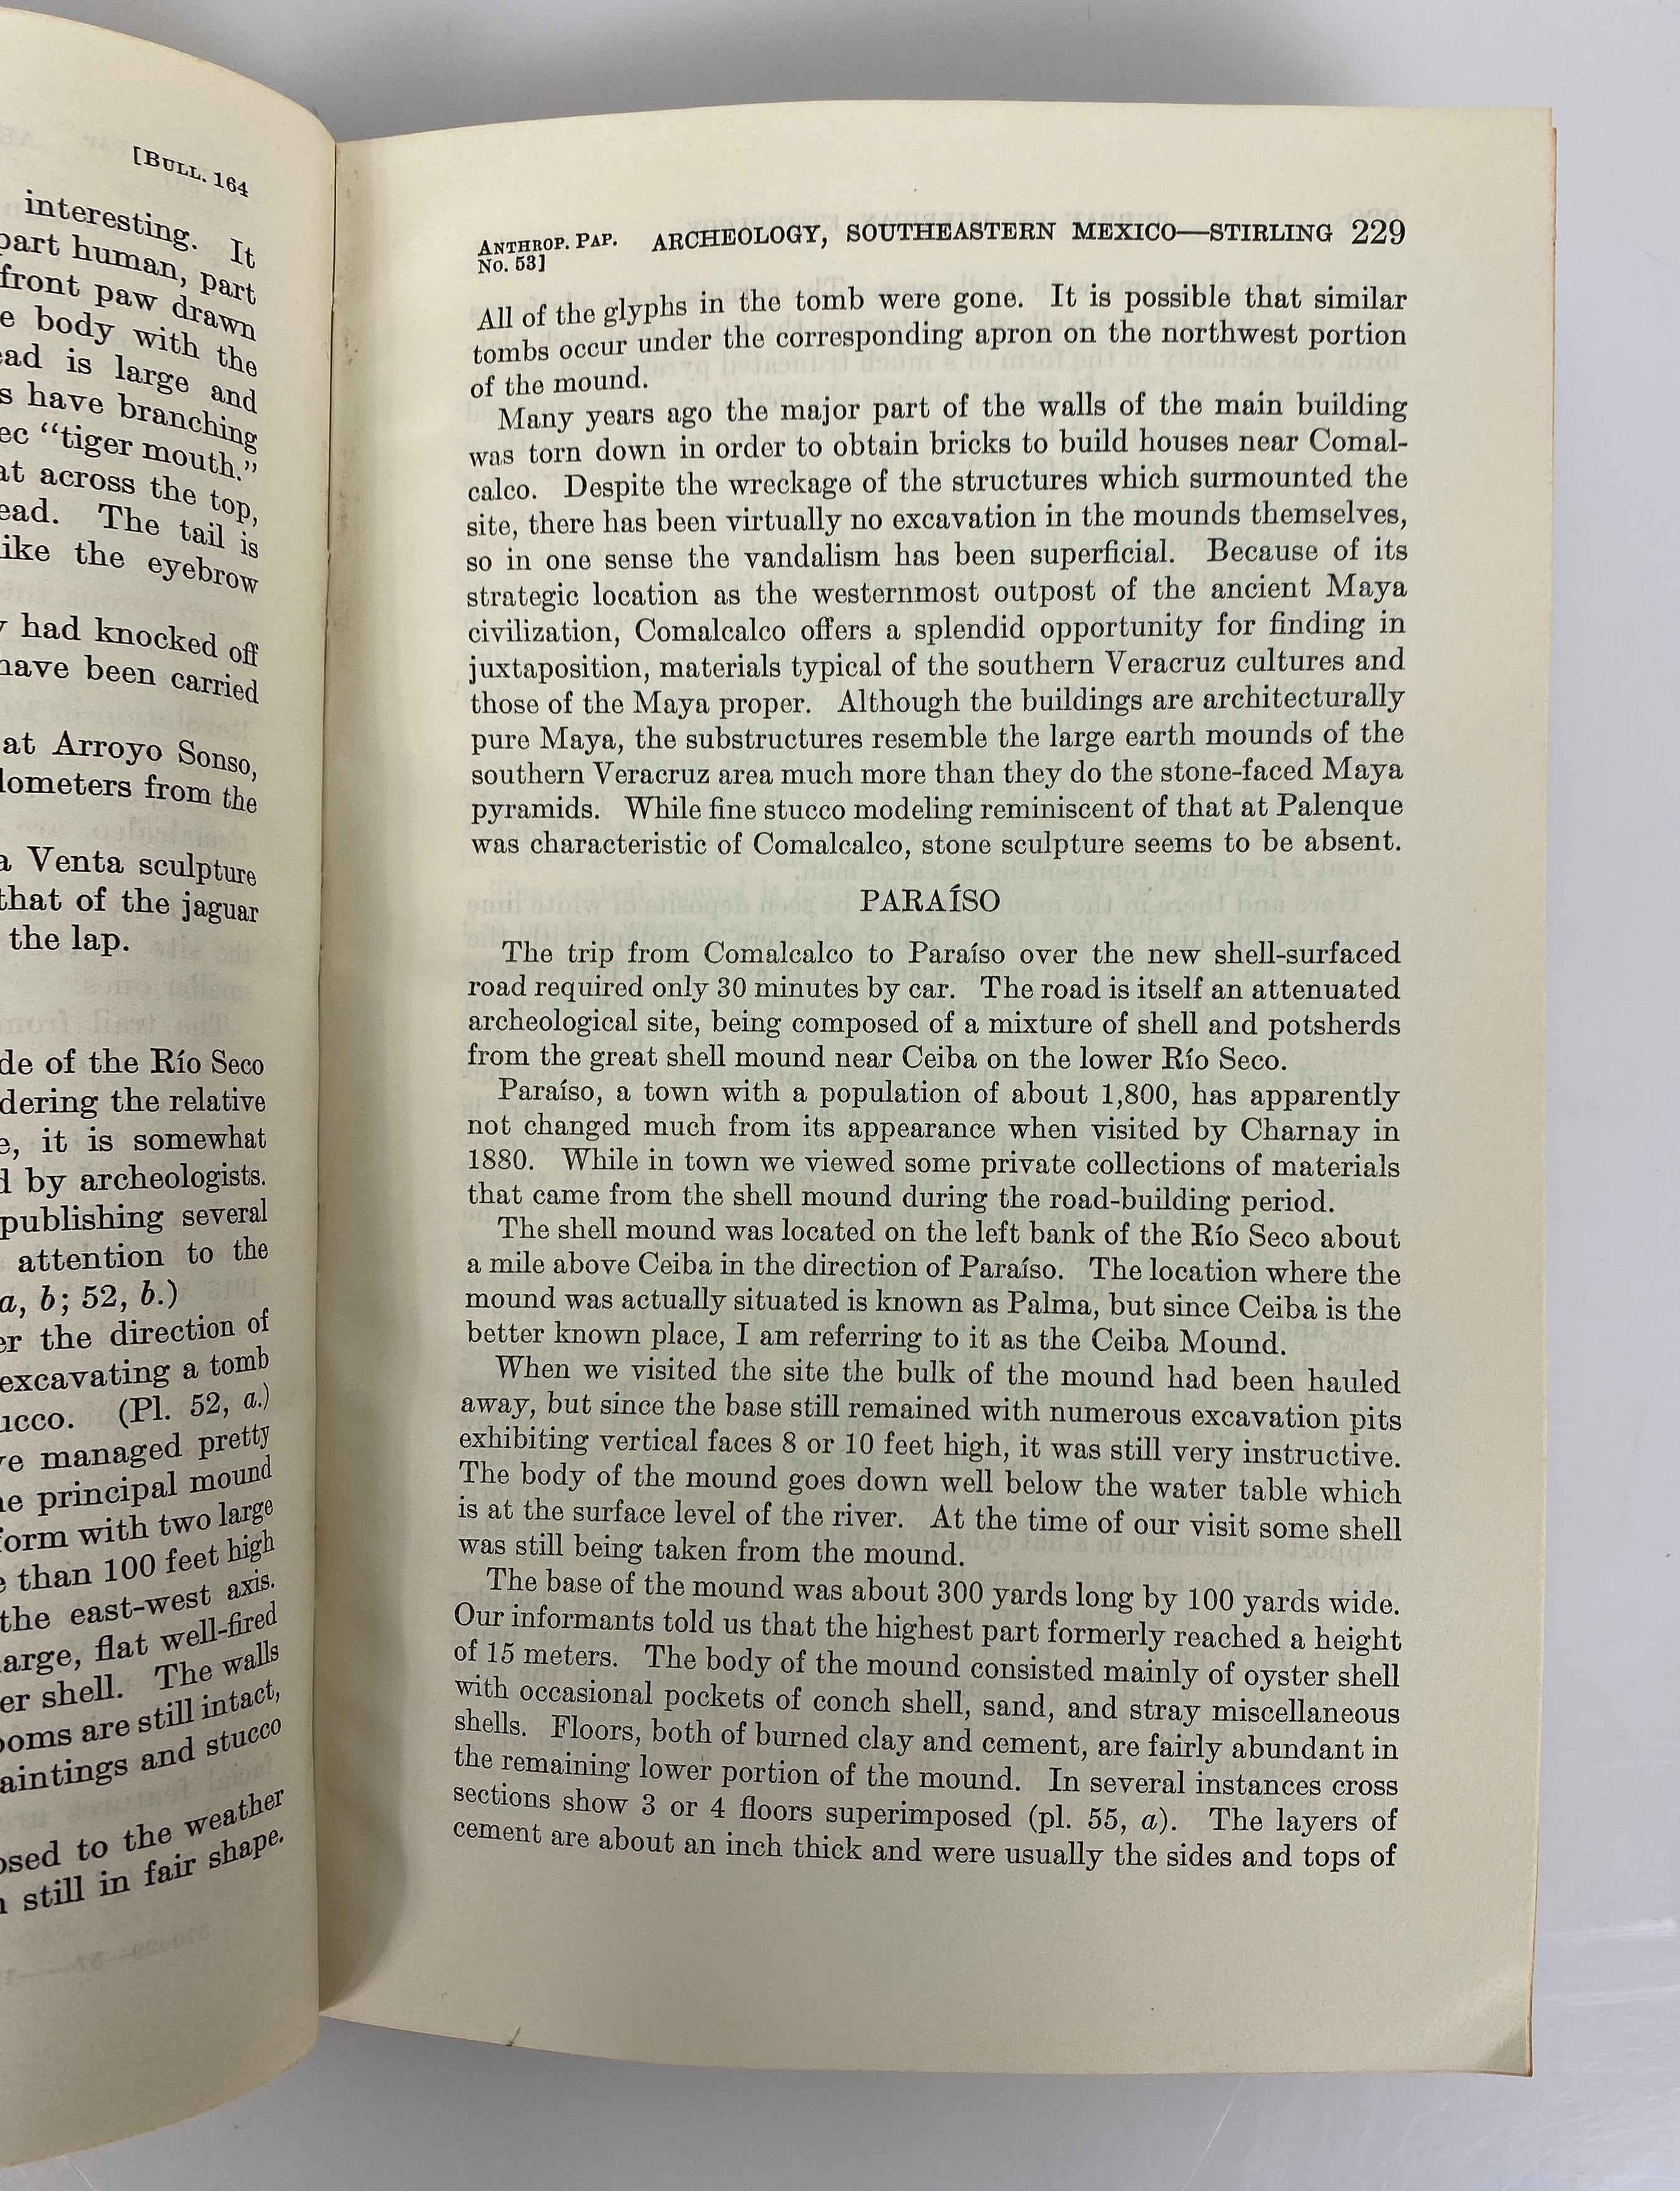 [BULL. 164
interesting. It
part human, part
front paw drawn
body with the
is large and
have branching
"tiger mouth."
across the top,
The tail is
the eyebrow
had knocked off
have been carried
at Arroyo Sonso,
from the
Venta sculpture
that of the jaguar
the lap.
of the Río Seco
the relative
it is somewhat
by archeologists.
publishing several
attention to the
a, b; 52, b.)
the direction of
excavating a tomb
(Pl. 52, a.)
managed pretty
principal mound
with two large
than 100 feet high
the east-west axis.
flat well-fired
shell. The walls
are still intact,
and stucco
to the weather
still in fair shape.
ANTHROP. PAP. ARCHEOLOGY, SOUTHEASTERN MEXICO—STIRLING 229
No. 53]
All of the glyphs in the tomb were gone. It is possible that similar
tombs occur under the corresponding apron on the northwest portion
of the mound.
Many years ago the major part of the walls of the main building
was torn down in order to obtain bricks to build houses near Comal-
calco. Despite the wreckage of the structures which surmounted the
site, there has been virtually no excavation in the mounds themselves,
so in one sense the vandalism has been superficial. Because of its
strategic location as the westernmost outpost of the ancient Maya
civilization, Comalcalco offers a splendid opportunity for finding in
juxtaposition, materials typical of the southern Veracruz cultures and
those of the Maya proper. Although the buildings are architecturally
pure Maya, the substructures resemble the large earth mounds of the
southern Veracruz area much more than they do the stone-faced Maya
pyramids. While fine stucco modeling reminiscent of that at Palenque
was characteristic of Comalcalco, stone sculpture seems to be absent.
PARAÍSO
The trip from Comalcalco to Paraíso over the new shell-surfaced
road required only 30 minutes by car. The road is itself an attenuated
archeological site, being composed of a mixture of shell and potsherds
from the great shell mound near Ceiba on the lower Río Seco.
Paraíso, a town with a population of about 1,800, has apparently
not changed much from its appearance when visited by Charnay in
1880. While in town we viewed some private collections of materials
that came from the shell mound during the road-building period.
The shell mound was located on the left bank of the Río Seco about
a mile above Ceiba in the direction of Paraíso. The location where the
mound was actually situated is known as Palma, but since Ceiba is the
better known place, I am referring to it as the Ceiba Mound.
When we visited the site the bulk of the mound had been hauled
away, but since the base still remained with numerous excavation pits
exhibiting vertical faces 8 or 10 feet high, it was still very instructive.
The body of the mound goes down well below the water table which
is at the surface level of the river. At the time of our visit some shell
was still being taken from the mound.
The base of the mound was about 300 yards long by 100 yards wide.
Our informants told us that the highest part formerly reached a height
of 15 meters. The body of the mound consisted mainly of oyster shell
with occasional pockets of conch shell, sand, and stray miscellaneous
shells. Floors, both of burned clay and cement, are fairly abundant in
the remaining lower portion of the mound. In several instances cross
sections show 3 or 4 floors superimposed (pl. 55, a). The layers of
cement are about an inch thick and were usually the sides and tops of